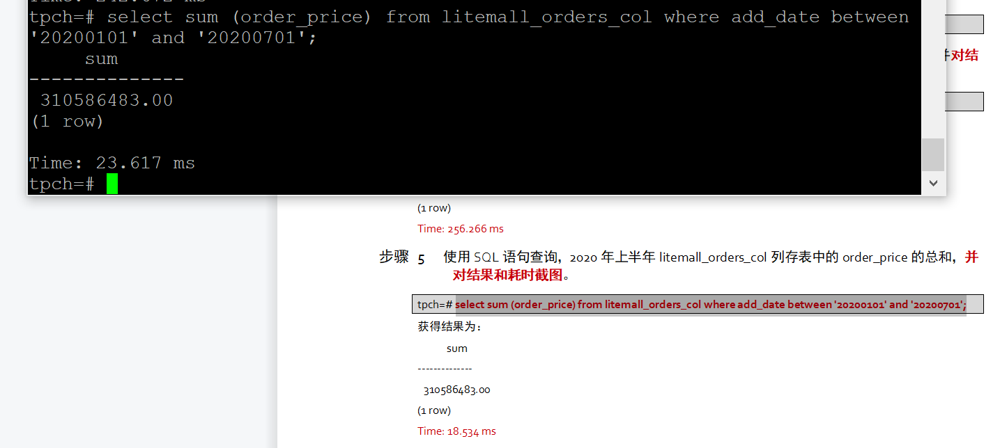 tpch=# select sum (order_price) from litemall_orders_col where add_date between
'20200101' and '20200701';
sum
--------------
310586483.00
(1 row)
Time: 23.617 ms
tpch=#
对结
(1 row)
Time: 256.266 ms
步骤 5 使用 SQL 语句查询，2020 年上半年 litemall_orders_col 列存表中的 order_price 的总和，并
对结果和耗时截图。
tpch=# select sum (order_price) from litemall_orders_col where add_date between '20200101' and '20200701';
获得结果为：
sum
--------------
310586483.00
(1 row)
Time: 18.534 ms